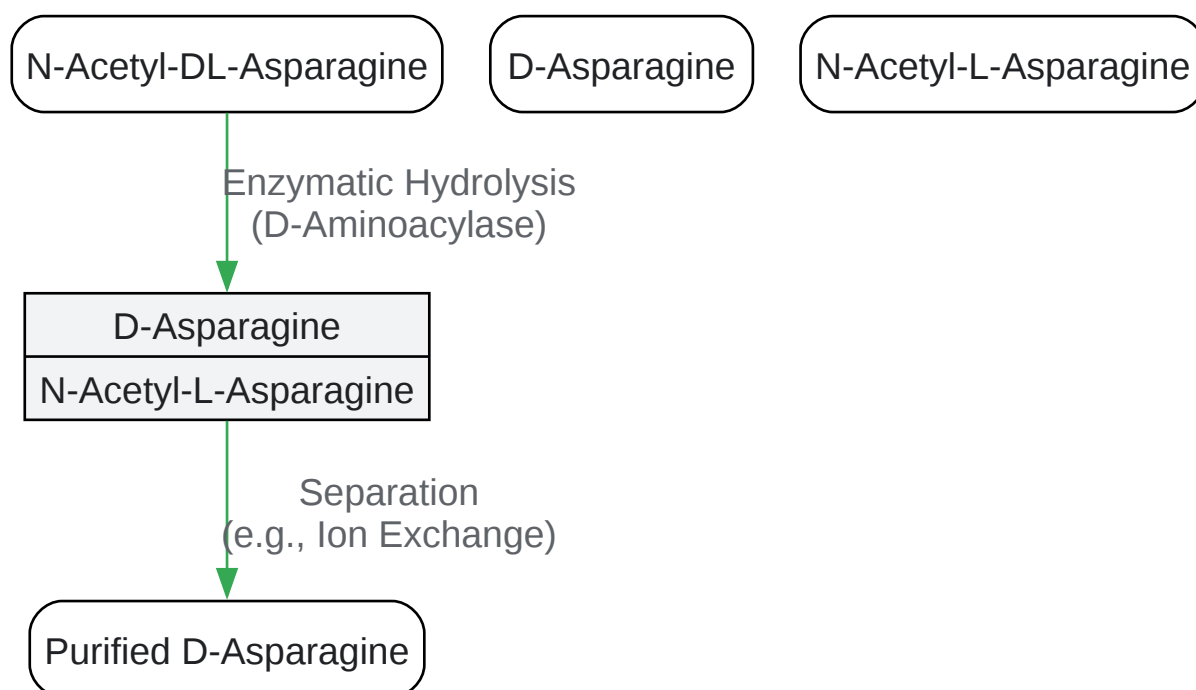 N-Acetyl-DL-Asparagine
D-Asparagine
N-Acetyl-L-Asparagine
Enzymatic Hydrolysis
(D-Aminoacylase)
D-Asparagine
N-Acetyl-L-Asparagine
Separation
(e.g., Ion Exchange)
Purified D-Asparagine